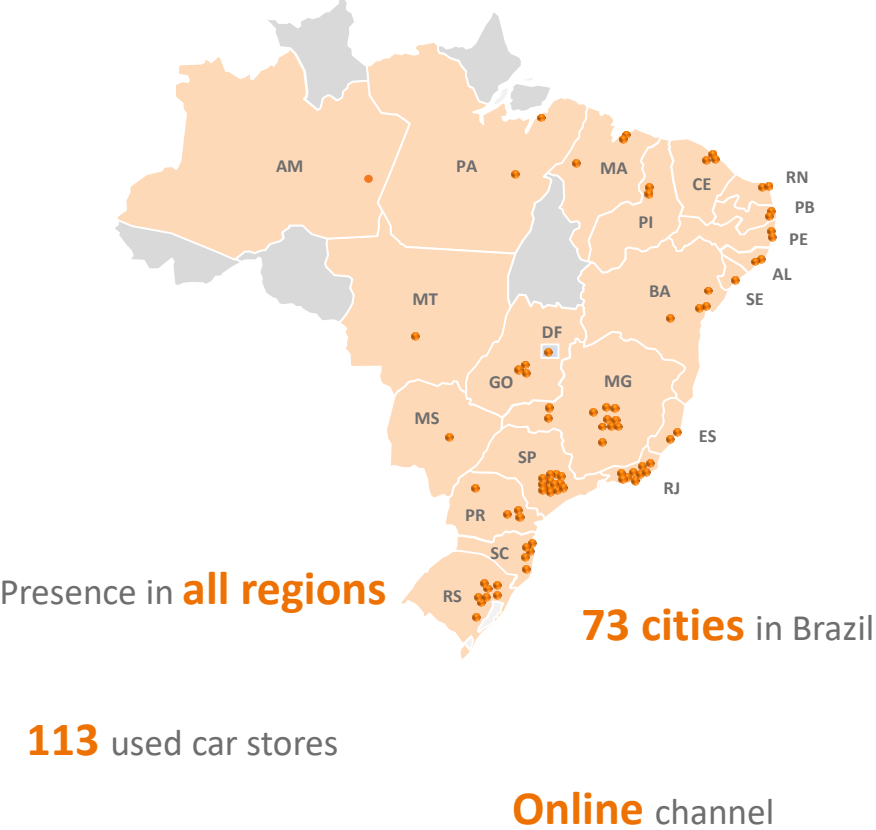 AM
PA
MA
CE
RN
PB
PI
PE
AL
BA
SE
MT
DF
GO
MG
MS
ES
SP
RJ
PR
SC
RS
Presence in all regions
73 cities in Brazil
113 used car stores
Online channel